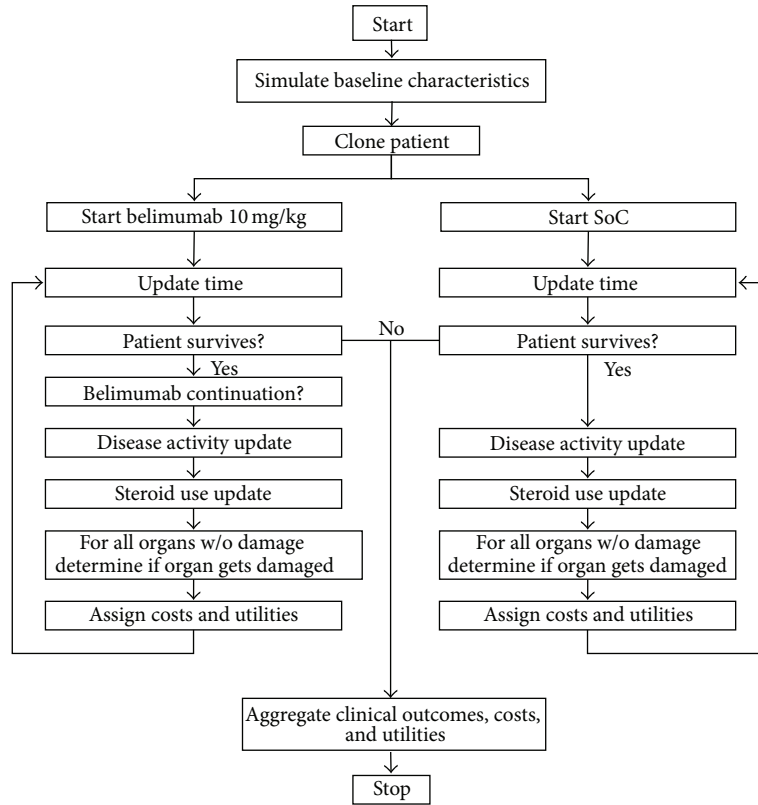 Start
Simulate baseline characteristics
Clone patient
Start belimumab 10 mg/kg
Start SoC
Update time
Update time
Patient survives?
No
Patient survives?
Yes
Yes
Belimumab continuation?
Disease activity update
Disease activity update
Steroid use update
Steroid use update
For all organs w/o damage
determine if organ gets damaged
For all organs w/o damage
determine if organ gets damaged
Assign costs and utilities
Assign costs and utilities
Aggregate clinical outcomes, costs,
and utilities
Stop